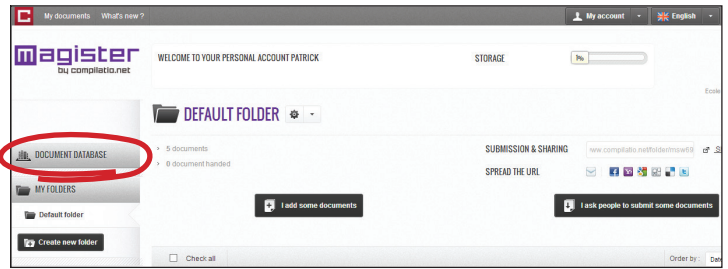 C My documents What's new ? My account English
magister
by compilatio.net
WELCOME TO YOUR PERSONAL ACCOUNT PATRICK
STORAGE
1%
Ecole
DEFAULT FOLDER
DOCUMENT DATABASE
MY FOLDERS
Default folder
Create new folder
> 5 documents
> 0 document handed
SUBMISSION & SHARING
SPREAD THE URL
I add some documents
I ask people to submit some documents
Check all
Order by :